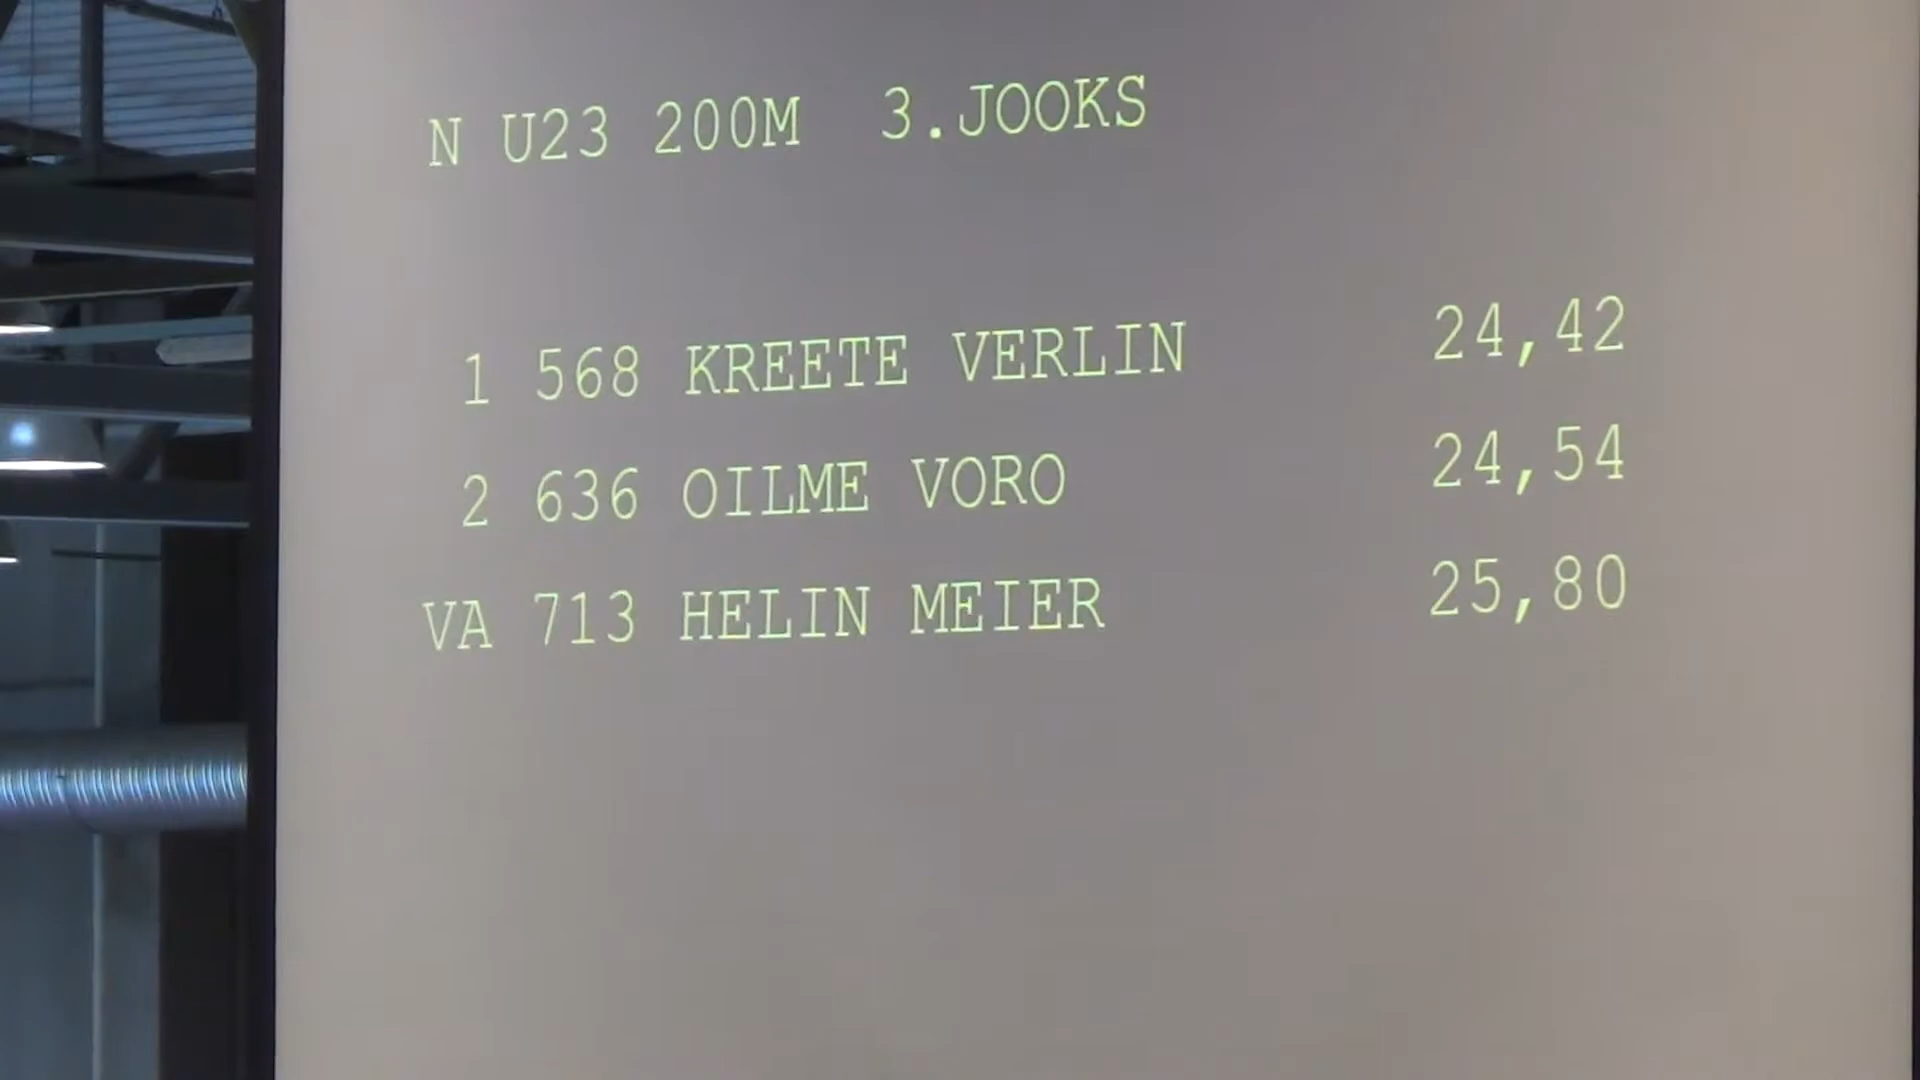 N U23 200M 3.JOOKS
1 568 KREETE VERLIN 24,42
2 636 OILME VORO 24,54
VA 713 HELIN MEIER 25,80